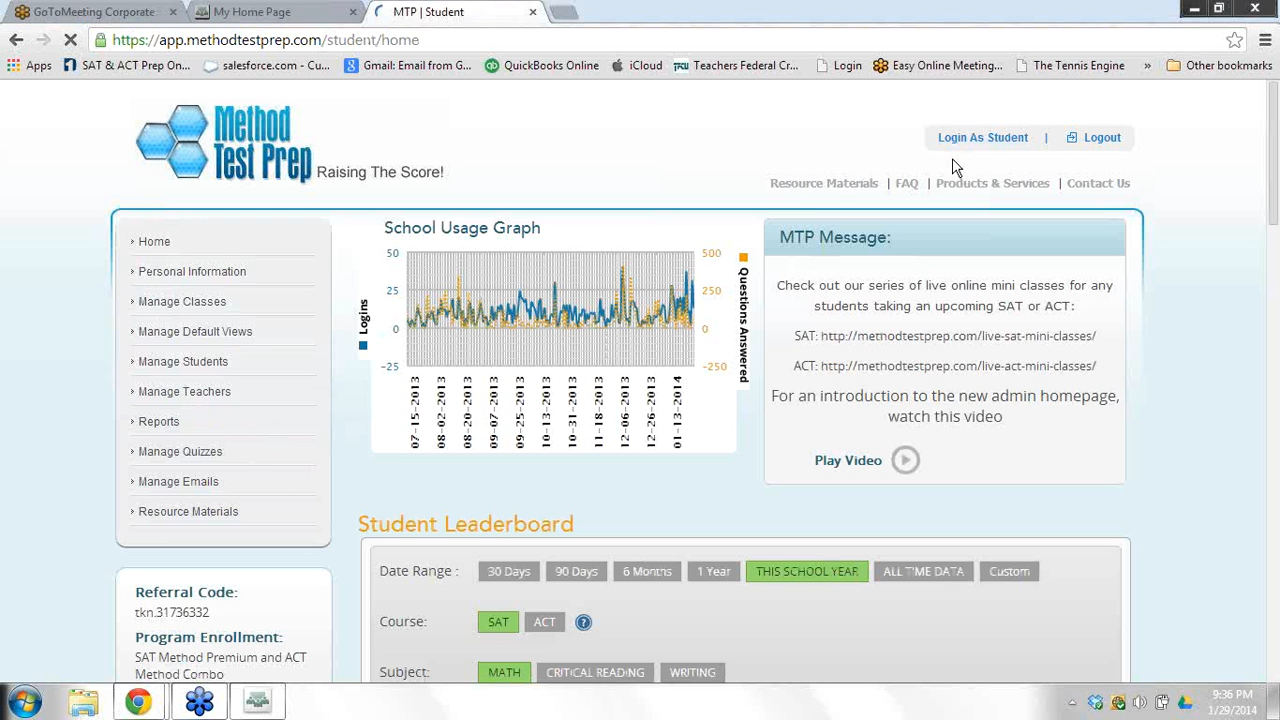 GoToMeeting Corporate
My Home Page
MTP | Student
https://app.methodtestprep.com/student/home
Apps
SAT & ACT Prep On...
salesforce.com - Cu...
Gmail: Email from G...
QuickBooks Online
iCloud
Teachers Federal Cr...
Login
Easy Online Meeting...
The Tennis Engine
»
Other bookmarks
Method
Test Prep
Raising The Score!
Login As Student | Logout
Resource Materials | FAQ | Products & Services | Contact Us
Home
Personal Information
Manage Classes
Manage Default Views
Manage Students
Manage Teachers
Reports
Manage Quizzes
Manage Emails
Resource Materials
Referral Code:
tkn.31736332
Program Enrollment:
SAT Method Premium and ACT
Method Combo
School Usage Graph
50
25
0
-25
Logins
500
250
0
-250
Questions Answered
07-15-2013
08-02-2013
08-20-2013
09-07-2013
09-25-2013
10-13-2013
10-31-2013
11-18-2013
12-06-2013
12-26-2013
01-13-2014
MTP Message:
Check out our series of live online mini classes for any
students taking an upcoming SAT or ACT:
SAT: http://methodtestprep.com/live-sat-mini-classes/
ACT: http://methodtestprep.com/live-act-mini-classes/
For an introduction to the new admin homepage,
watch this video
Play Video
Student Leaderboard
Date Range : 30 Days 90 Days 6 Months 1 Year THIS SCHOOL YEAR ALL TIME DATA Custom
Course: SAT ACT ?
Subject: MATH CRITICAL READING WRITING
9:36 PM
1/29/2014